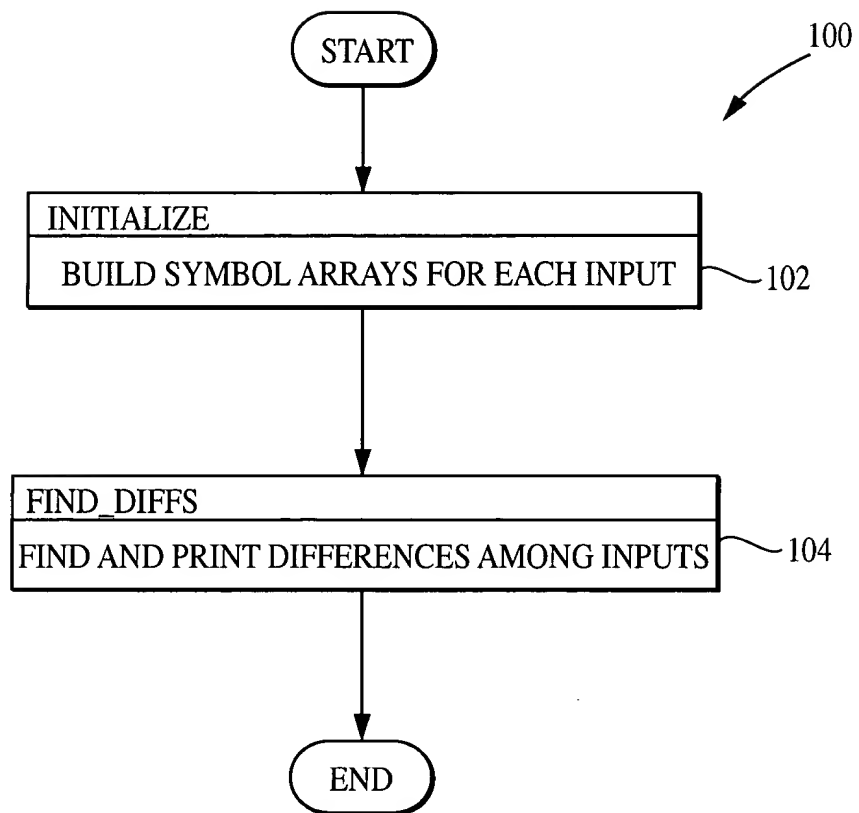 START
100
INITIALIZE
BUILD SYMBOL ARRAYS FOR EACH INPUT
102
FIND_DIFFS
FIND AND PRINT DIFFERENCES AMONG INPUTS
104
END